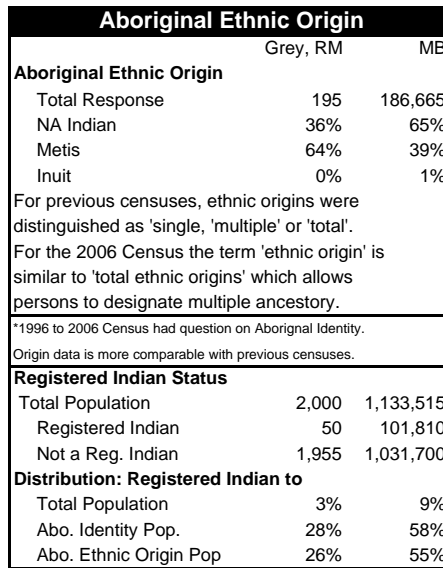 Aboriginal Ethnic Origin
Grey, RM MB
Aboriginal Ethnic Origin
Total Response 195 186,665
NA Indian 36% 65%
Metis 64% 39%
Inuit 0% 1%
For previous censuses, ethnic origins were
distinguished as 'single, 'multiple' or 'total'.
For the 2006 Census the term 'ethnic origin' is
similar to 'total ethnic origins' which allows
persons to designate multiple ancestory.
*1996 to 2006 Census had question on Aborignal Identity.
Origin data is more comparable with previous censuses.
Registered Indian Status
Total Population 2,000 1,133,515
Registered Indian 50 101,810
Not a Reg. Indian 1,955 1,031,700
Distribution: Registered Indian to
Total Population 3% 9%
Abo. Identity Pop. 28% 58%
Abo. Ethnic Origin Pop 26% 55%